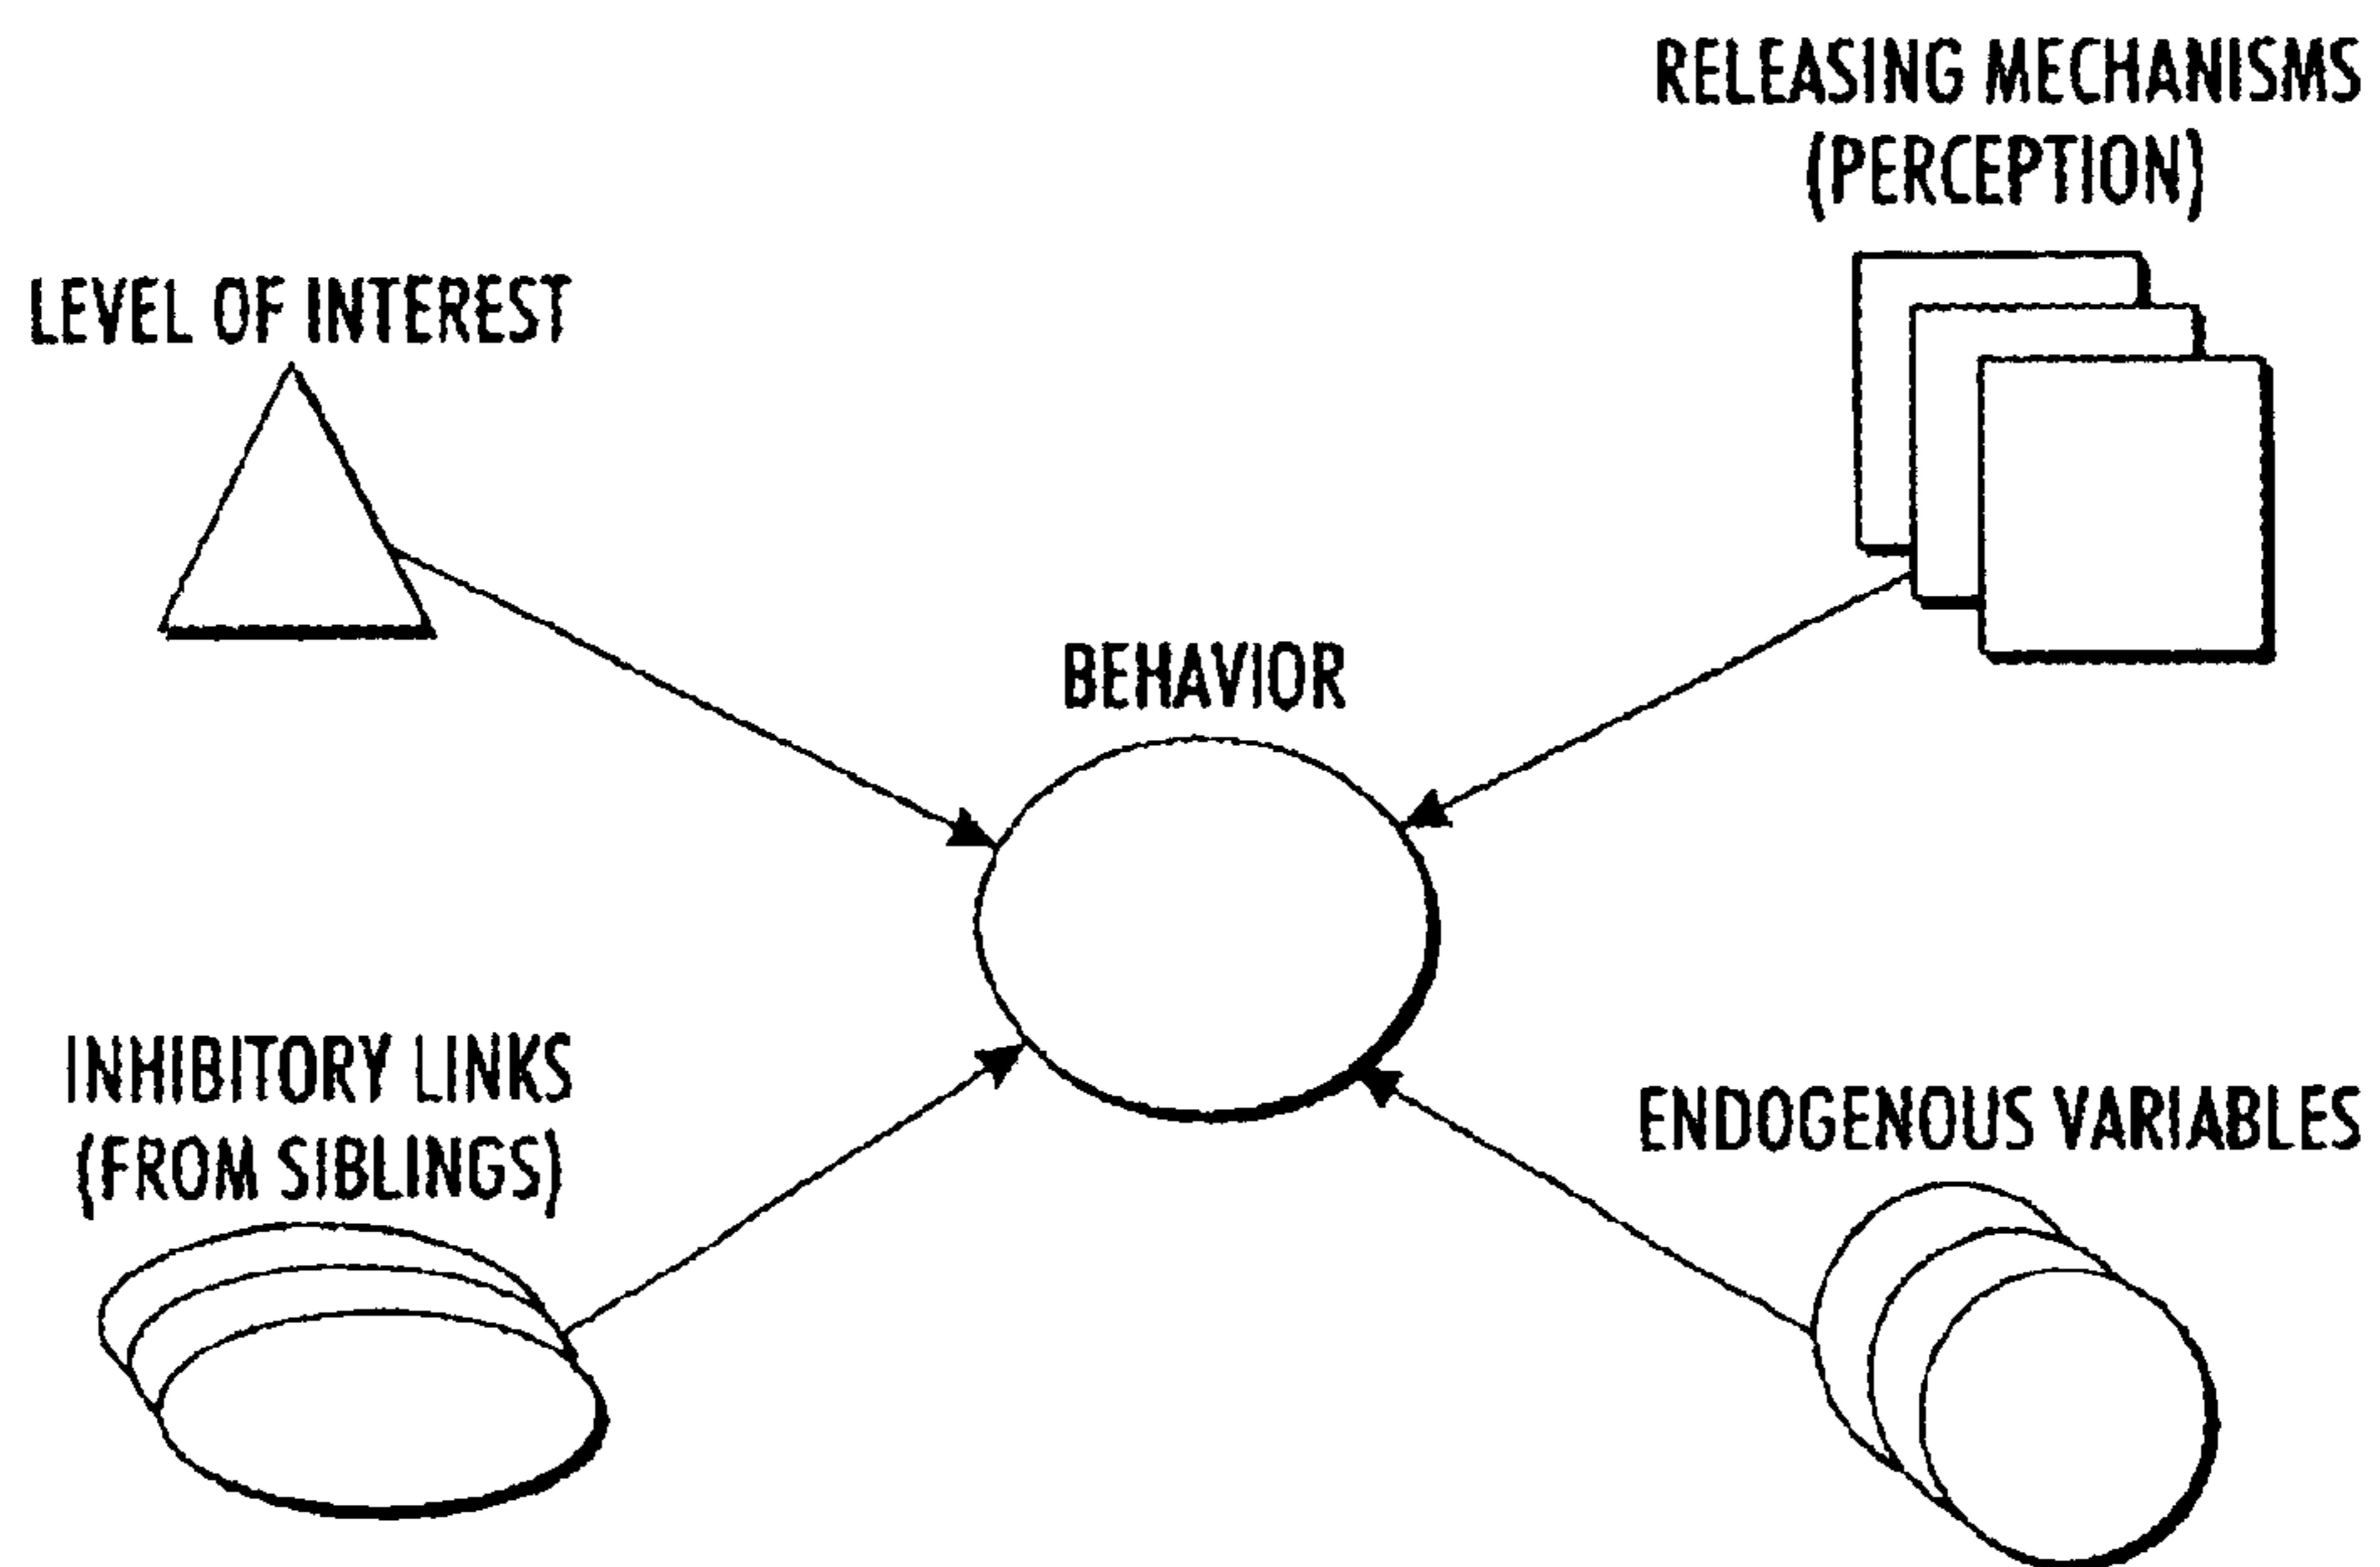 RELEASING MECHANISMS
(PERCEPTION)
LEVEL OF INTEREST
BEHAVIOR
INHIBITORY LINKS
(FROM SIBLINGS)
ENDOGENOUS VARIABLES